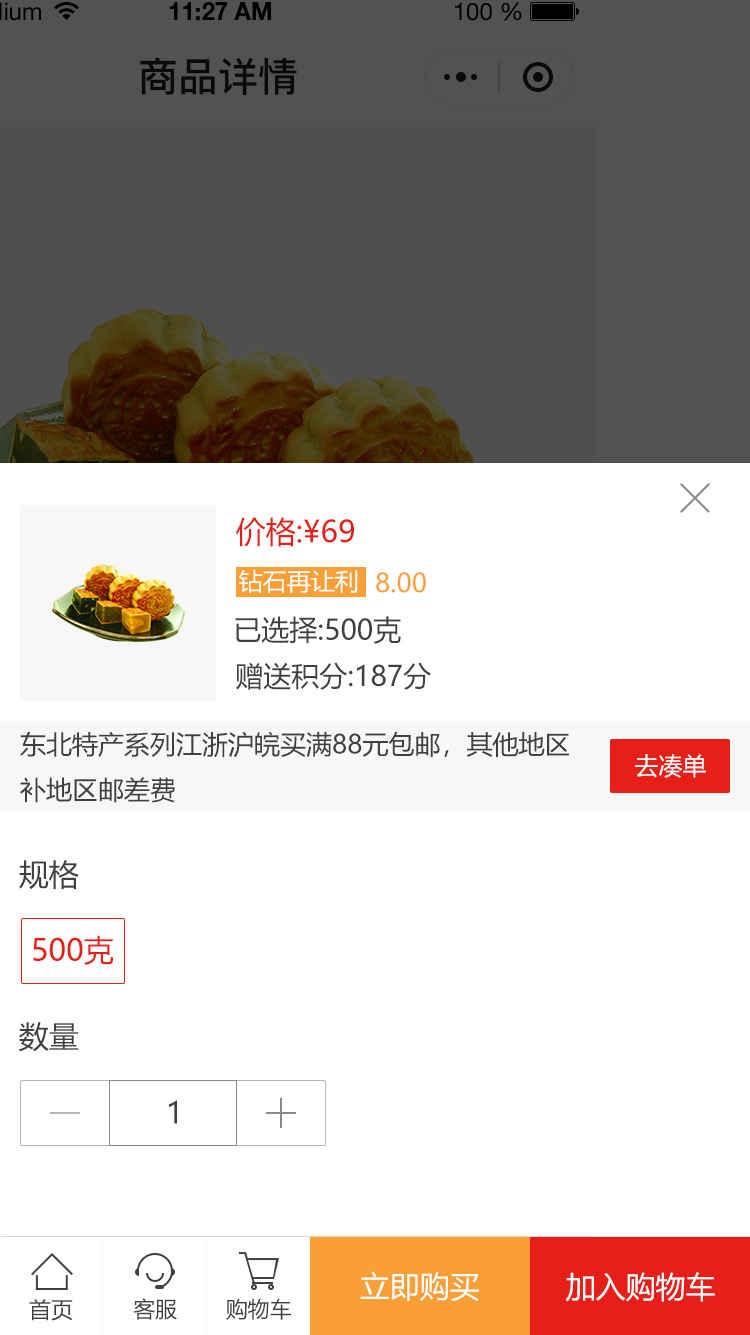 lium 11:27 AM 100 %
商品详情
价格:¥69
钻石再让利 8.00
已选择:500克
赠送积分:187分
东北特产系列江浙沪皖买满88元包邮，其他地区
补地区邮差费
去凑单
规格
500克
数量
1
首页 客服 购物车 立即购买 加入购物车